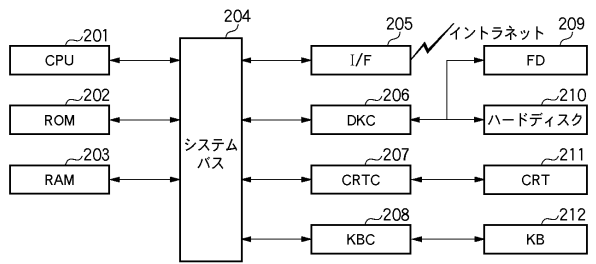 201
CPU
202
ROM
203
RAM
204
システム
バス
205
I/F
イントラネット
206
DKC
207
CRTC
208
KBC
209
FD
210
ハードディスク
211
CRT
212
KB